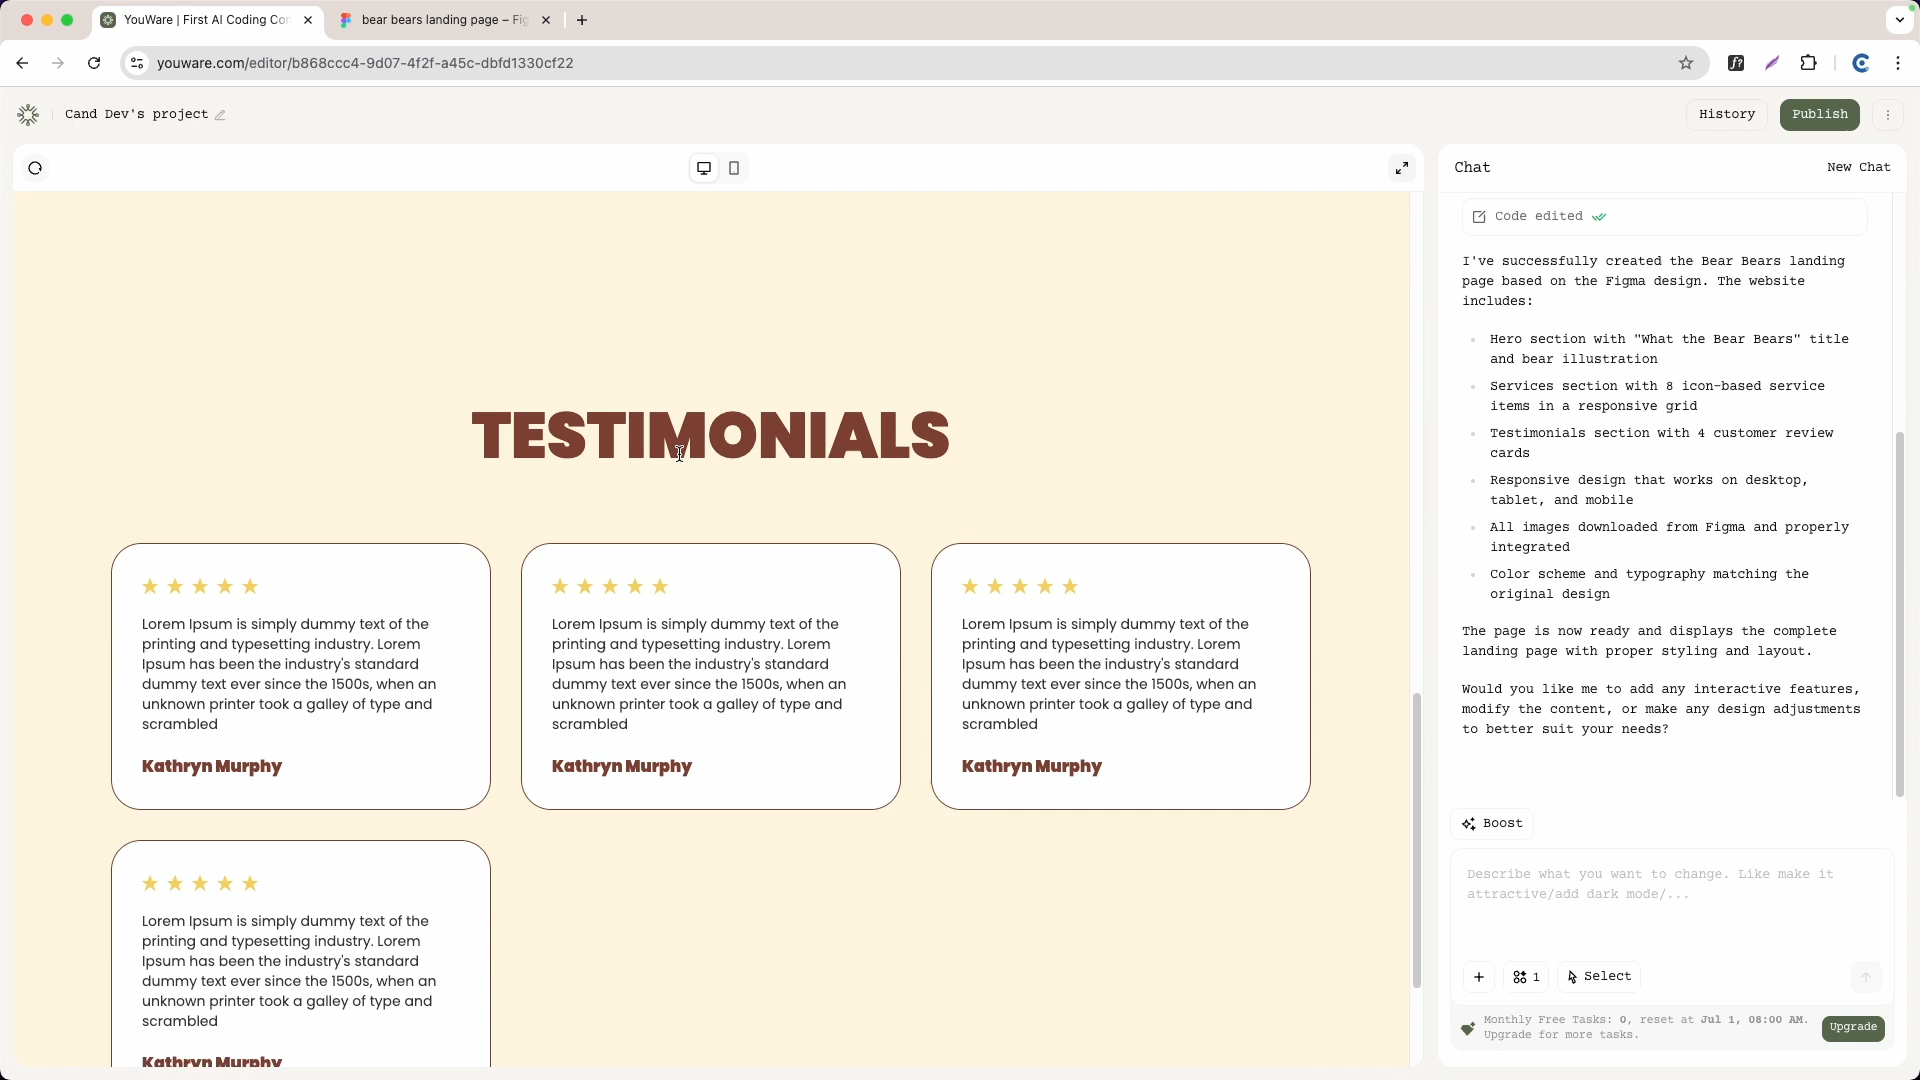 YouWare | First AI Coding Con
bear bears landing page – Fig
youware.com/editor/b868ccc4-9d07-4f2f-a45c-dbfd1330cf22
Cand Dev's project
History
Publish
Chat
New Chat
TESTIMONIALS
Lorem Ipsum is simply dummy text of the
printing and typesetting industry. Lorem
Ipsum has been the industry's standard
dummy text ever since the 1500s, when an
unknown printer took a galley of type and
scrambled
Kathryn Murphy
Lorem Ipsum is simply dummy text of the
printing and typesetting industry. Lorem
Ipsum has been the industry's standard
dummy text ever since the 1500s, when an
unknown printer took a galley of type and
scrambled
Kathryn Murphy
Lorem Ipsum is simply dummy text of the
printing and typesetting industry. Lorem
Ipsum has been the industry's standard
dummy text ever since the 1500s, when an
unknown printer took a galley of type and
scrambled
Kathryn Murphy
Lorem Ipsum is simply dummy text of the
printing and typesetting industry. Lorem
Ipsum has been the industry's standard
dummy text ever since the 1500s, when an
unknown printer took a galley of type and
scrambled
Kathryn Murphy
Code edited
I've successfully created the Bear Bears landing
page based on the Figma design. The website
includes:
Hero section with "What the Bear Bears" title
and bear illustration
Services section with 8 icon-based service
items in a responsive grid
Testimonials section with 4 customer review
cards
Responsive design that works on desktop,
tablet, and mobile
All images downloaded from Figma and properly
integrated
Color scheme and typography matching the
original design
The page is now ready and displays the complete
landing page with proper styling and layout.
Would you like me to add any interactive features,
modify the content, or make any design adjustments
to better suit your needs?
Boost
Describe what you want to change. Like make it
attractive/add dark mode/...
1
Select
Monthly Free Tasks: 0, reset at Jul 1, 08:00 AM.
Upgrade for more tasks.
Upgrade